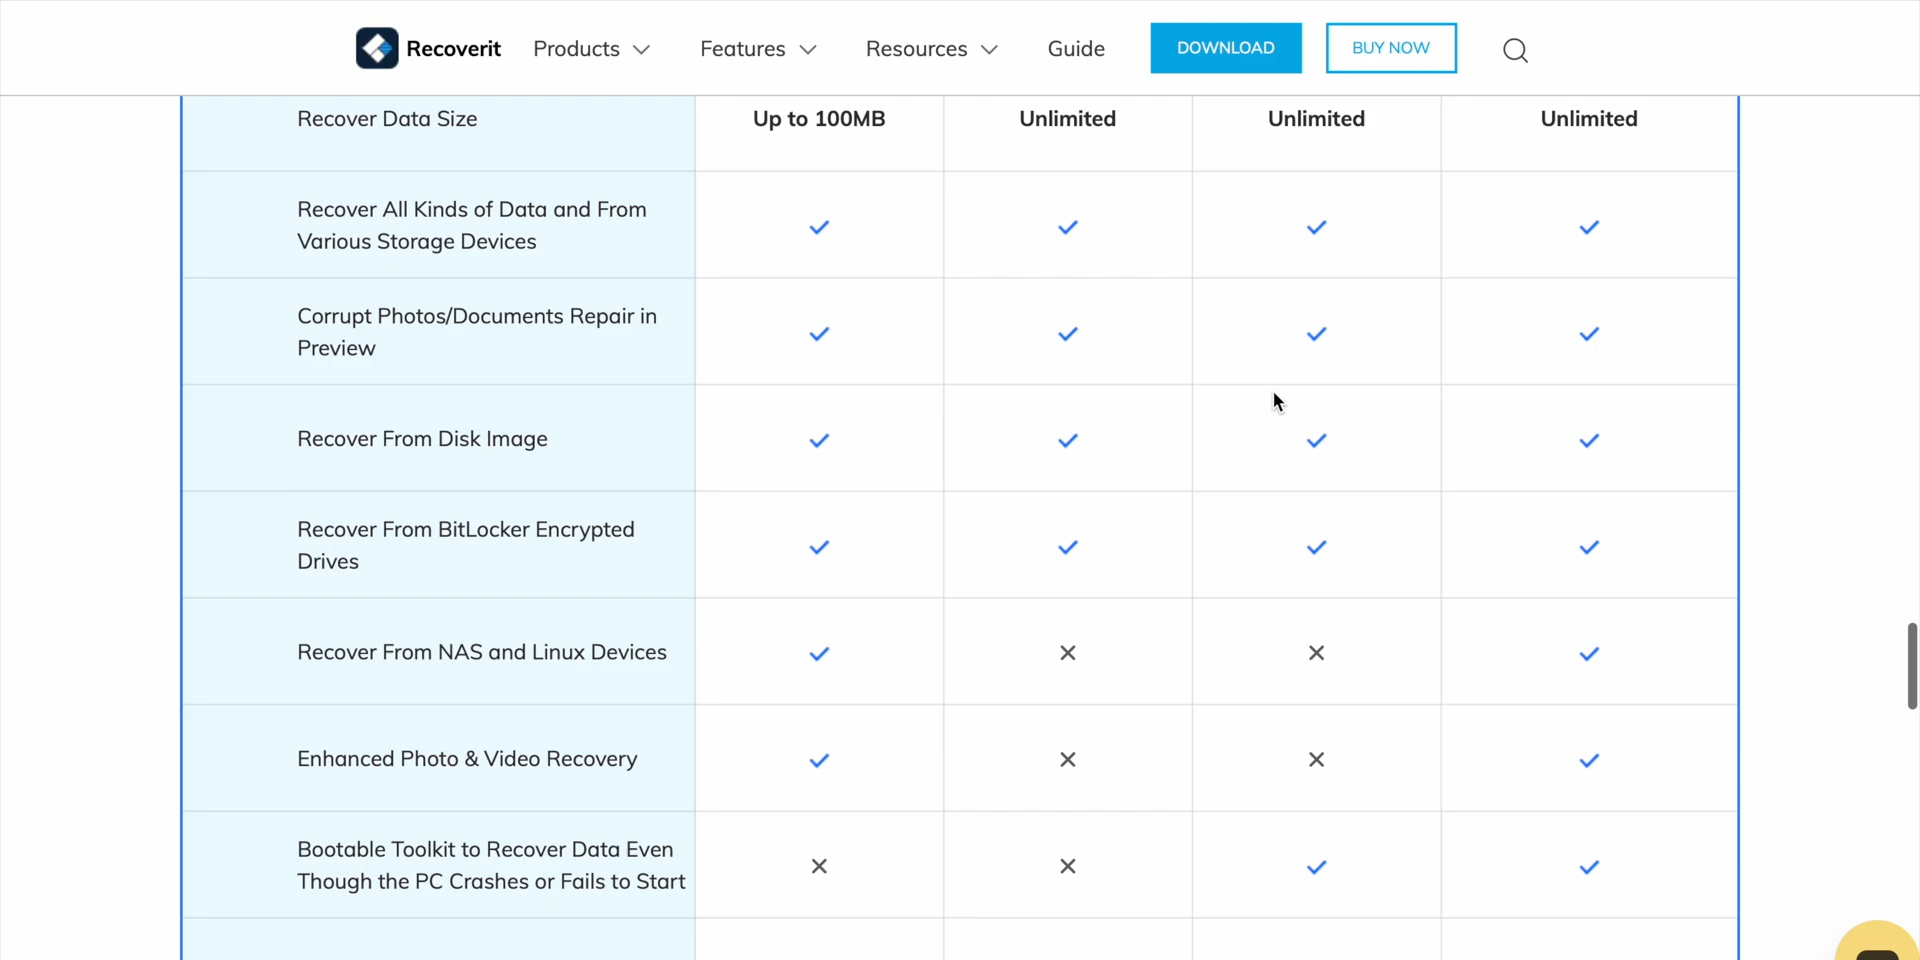 Recoverit Products Features Resources Guide DOWNLOAD BUY NOW
Recover Data Size Up to 100MB Unlimited Unlimited Unlimited
Recover All Kinds of Data and From
Various Storage Devices
Corrupt Photos/Documents Repair in
Preview
Recover From Disk Image
Recover From BitLocker Encrypted
Drives
Recover From NAS and Linux Devices
Enhanced Photo & Video Recovery
Bootable Toolkit to Recover Data Even
Though the PC Crashes or Fails to Start